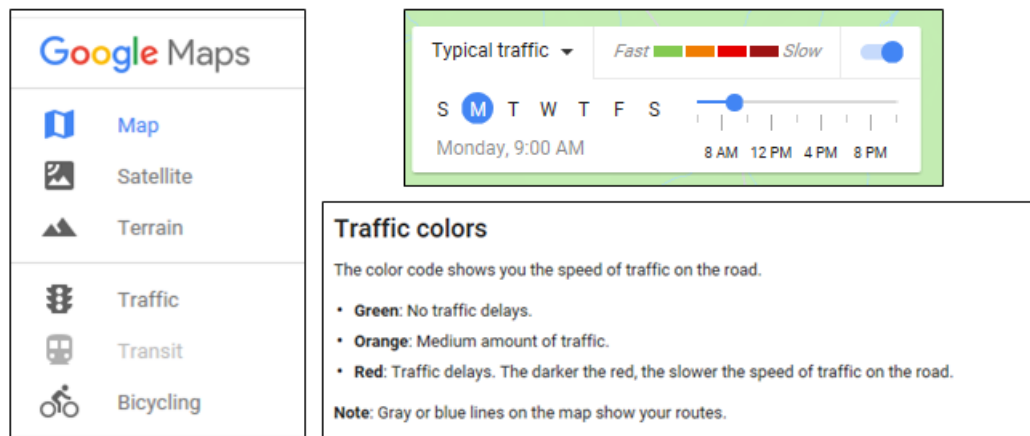 Google Maps
Map
Satellite
Terrain
Traffic
Transit
Bicycling
Typical traffic Fast Slow
S M T W T F S
Monday, 9:00 AM
8 AM 12 PM 4 PM 8 PM
Traffic colors
The color code shows you the speed of traffic on the road.
• Green: No traffic delays.
• Orange: Medium amount of traffic.
• Red: Traffic delays. The darker the red, the slower the speed of traffic on the road.
Note: Gray or blue lines on the map show your routes.